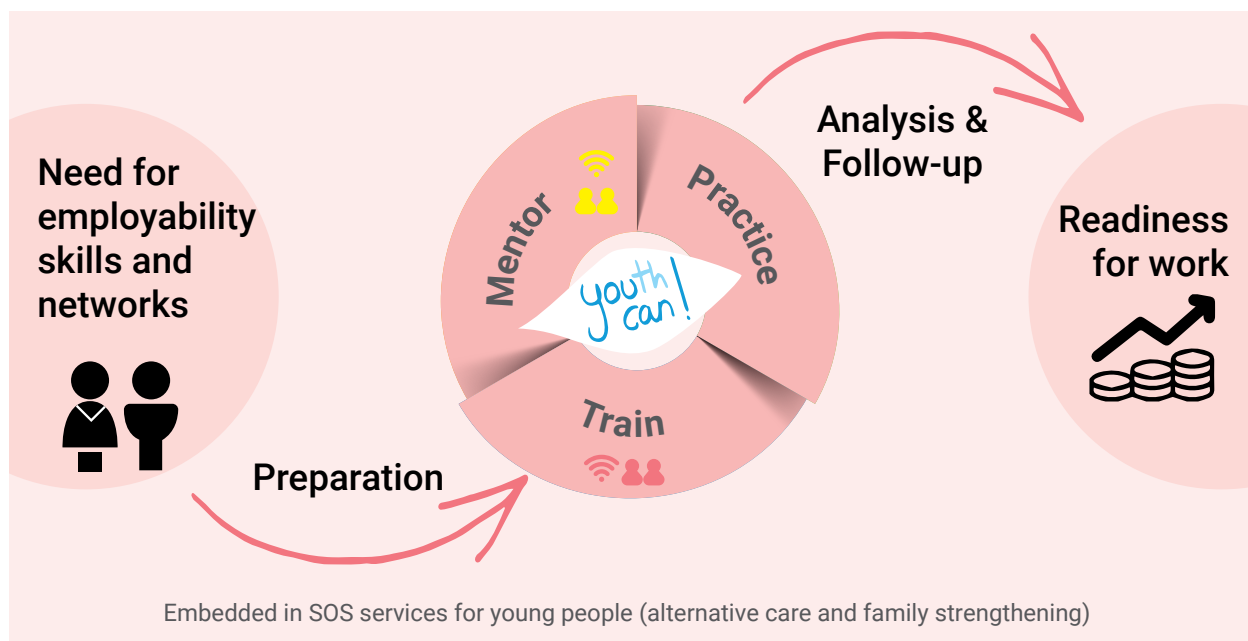 Need for
employability
skills and
networks
Preparation
Mentor
Practice
Train
youth
can!
Analysis &
Follow-up
Readiness
for work
Embedded in SOS services for young people (alternative care and family strengthening)